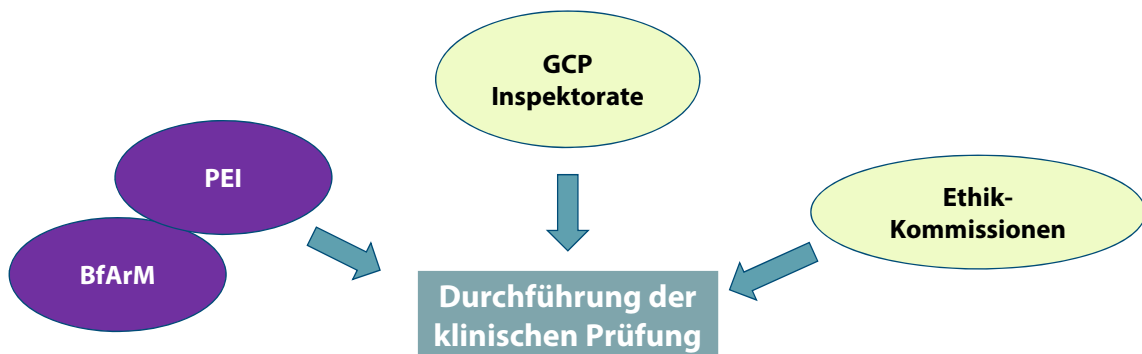 GCP
Inspektorate
PEI
BfArM
Ethik-
Kommissionen
Durchführung der
klinischen Prüfung